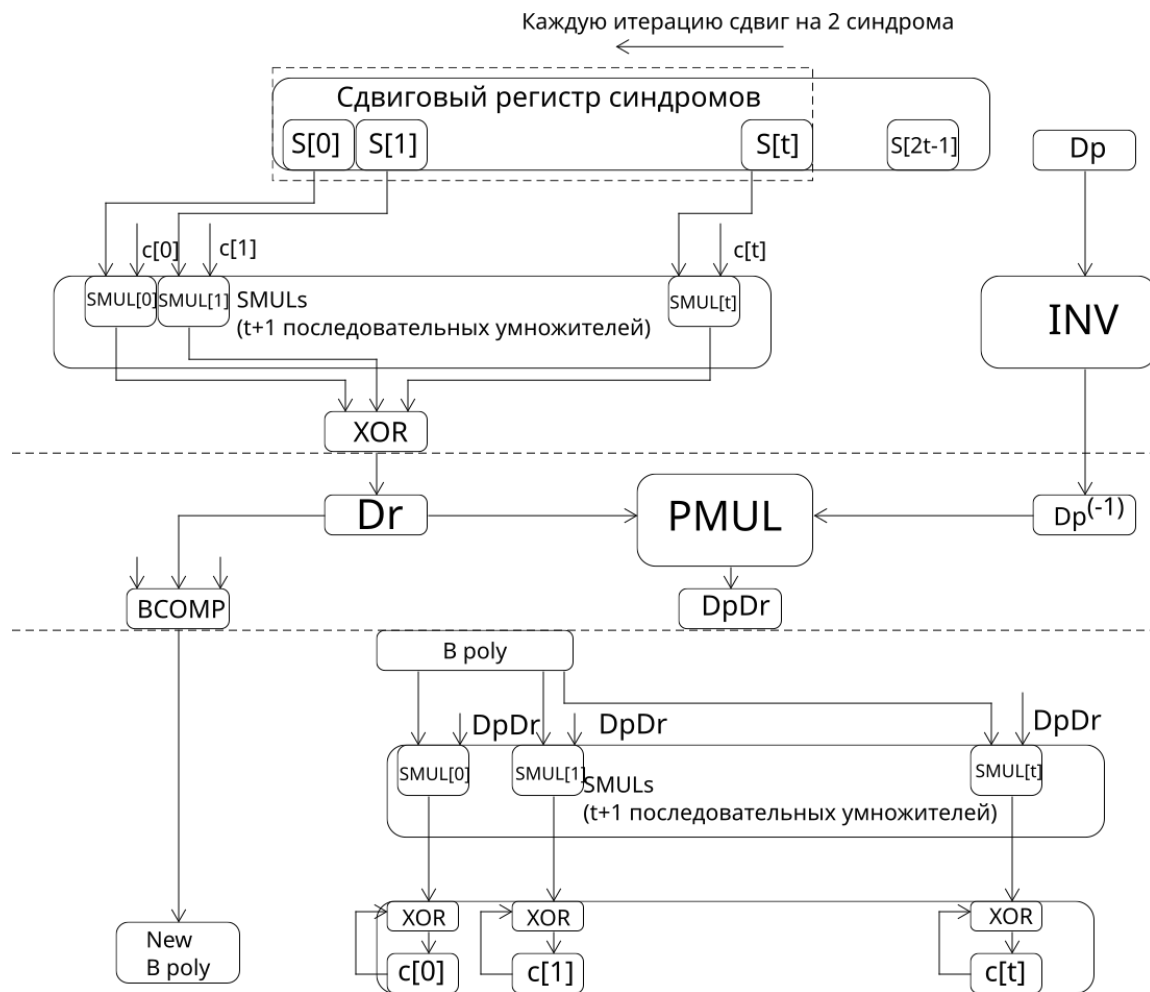 Каждую итерацию сдвиг на 2 синдрома
Сдвиговый регистр синдромов
S[0]
S[1]
S[t]
S[2t-1]
Dp
c[0]
c[1]
c[t]
SMUL[0]
SMUL[1]
SMULs
(t+1 последовательных умножителей)
SMUL[t]
INV
XOR
Dr
PMUL
Dp(-1)
BCOMP
DpDr
B poly
DpDr
DpDr
DpDr
SMUL[0]
SMUL[1]
SMULs
(t+1 последовательных умножителей)
SMUL[t]
XOR
XOR
XOR
New
B poly
c[0]
c[1]
c[t]